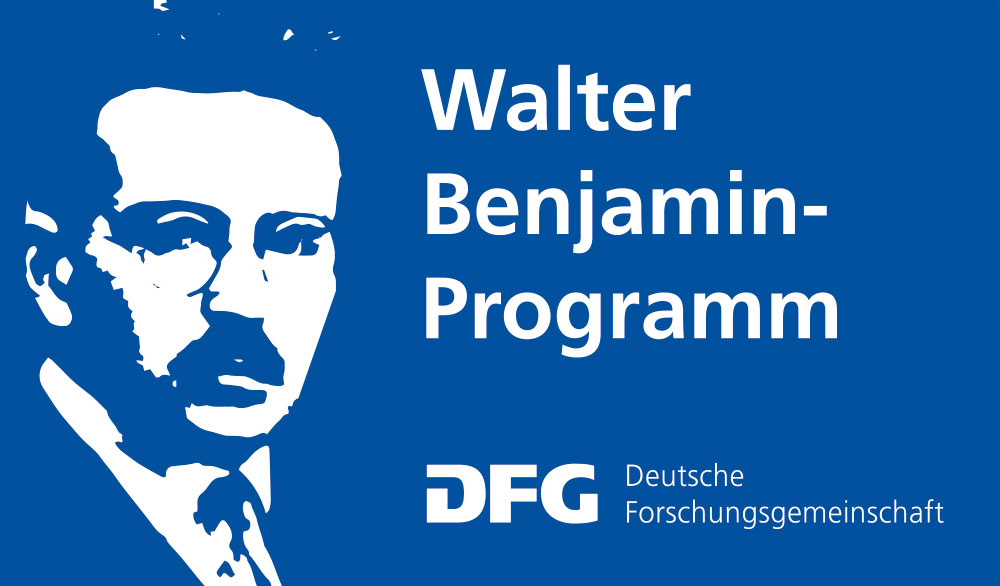 Walter
Benjamin-
Programm
DFG
Deutsche
Forschungsgemeinschaft